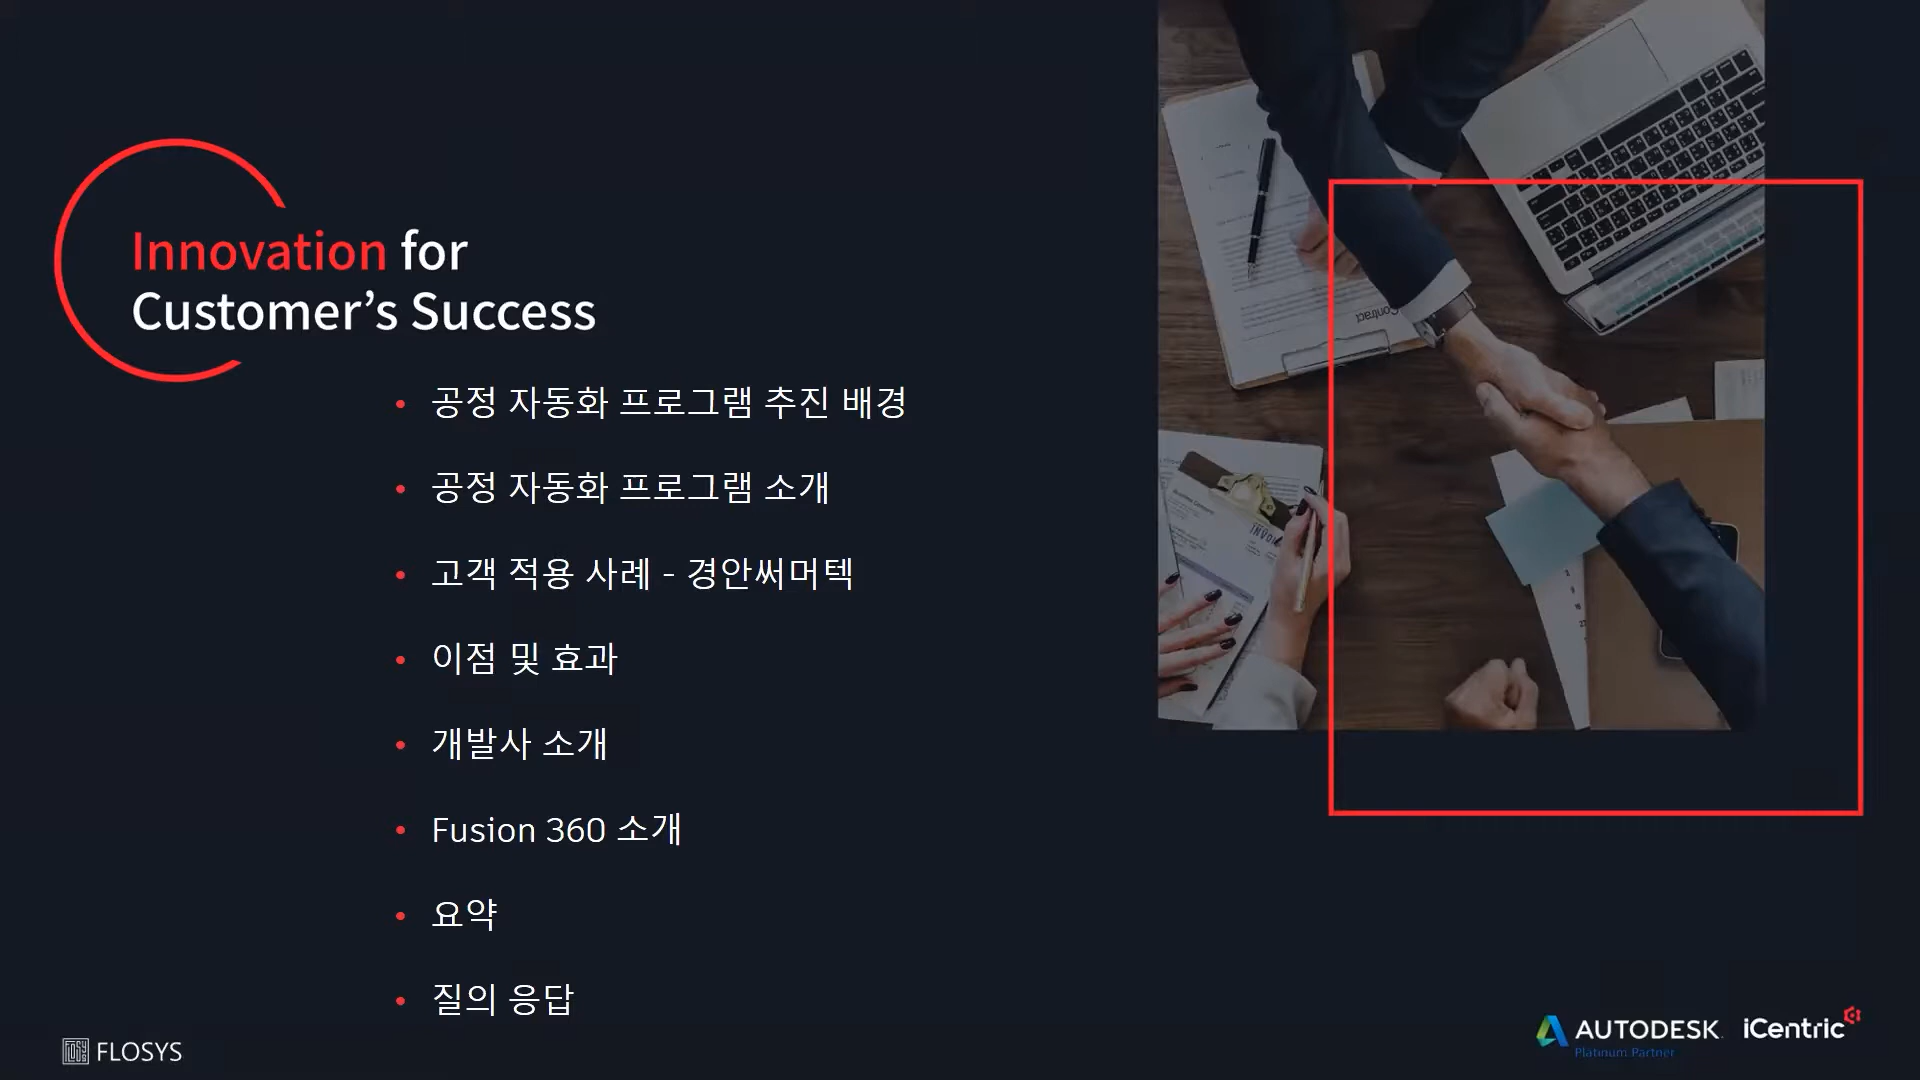 Innovation for
Customer’s Success
• 공정 자동화 프로그램 추진 배경
• 공정 자동화 프로그램 소개
• 고객 적용 사례 - 경안써머텍
• 이점 및 효과
• 개발사 소개
• Fusion 360 소개
• 요약
• 질의 응답
Contract
FLOSYS
AUTODESK
Platinum Partner
iCentric